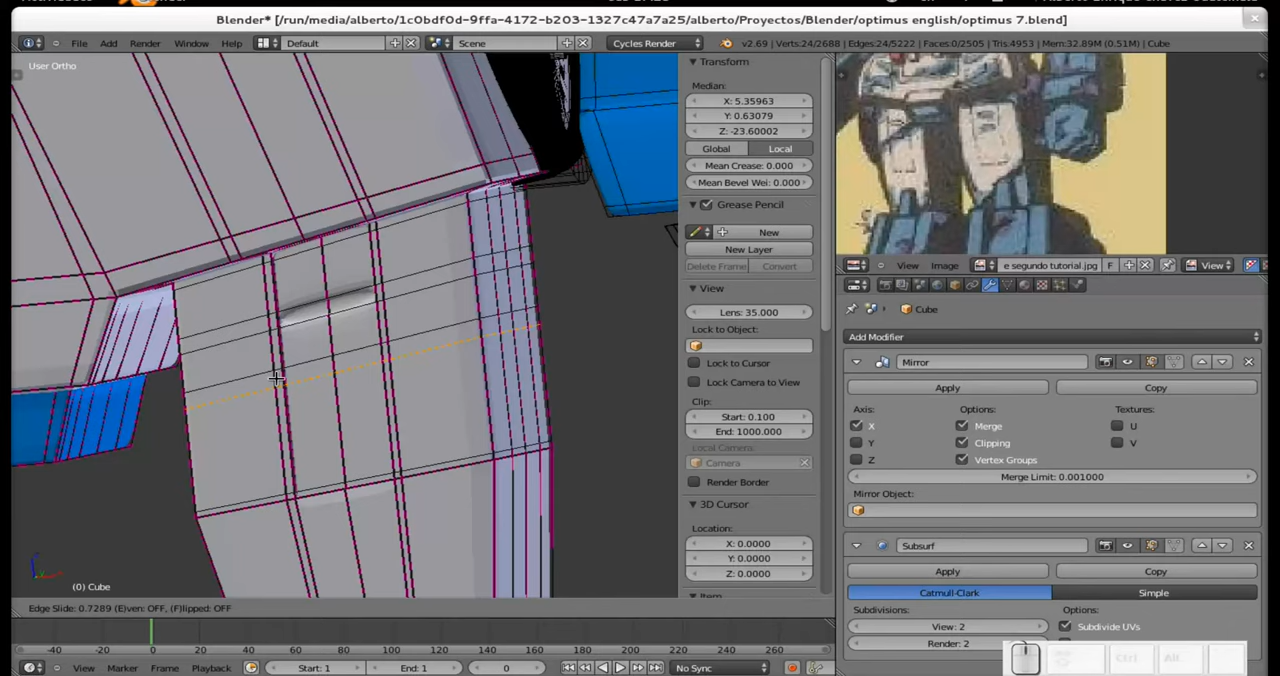 Blender* [/run/media/alberto/1c0bdf0d-9ffa-4172-b203-1327c47a7a25/alberto/Proyectos/Blender/optimus english/optimus 7.blend]
File Add Render Window Help Default Scene Cycles Render v2.69 | Verts:24/2688 | Edges:24/5222 | Faces:0/2505 | Tris:4953 | Mem:32.89M (0.51M) | Cube
User Ortho
Transform
Median:
X: 5.35963
Y: 0.63079
Z: -23.60002
Global Local
Mean Crease: 0.000
Mean Bevel Wei: 0.000
Grease Pencil
New
New Layer
Delete Frame Convert
View
Lens: 35.000
Lock to Object:
Lock to Cursor
Lock Camera to View
Clip:
Start: 0.100
End: 1000.000
Local Camera:
Camera
Render Border
3D Cursor
Location:
X: 0.0000
Y: 0.0000
Z: 0.0000
(0) Cube
Edge Slide: 0.7289 (E)ven: OFF, (F)lipped: OFF
-40 -20 0 20 40 60 80 100 120 140 160 180 200 220 240 260
View Marker Frame Playback Start: 1 End: 1 0 No Sync
View Image e segundo tutorial.jpg F View
Cube
Add Modifier
Mirror
Apply Copy
Axis: Options: Textures:
X Merge U
Y Clipping V
Z Vertex Groups
Merge Limit: 0.001000
Mirror Object:
Subsurf
Apply Copy
Catmull-Clark Simple
Subdivisions: Options:
View: 2 Subdivide UVs
Render: 2
Ctrl Alt